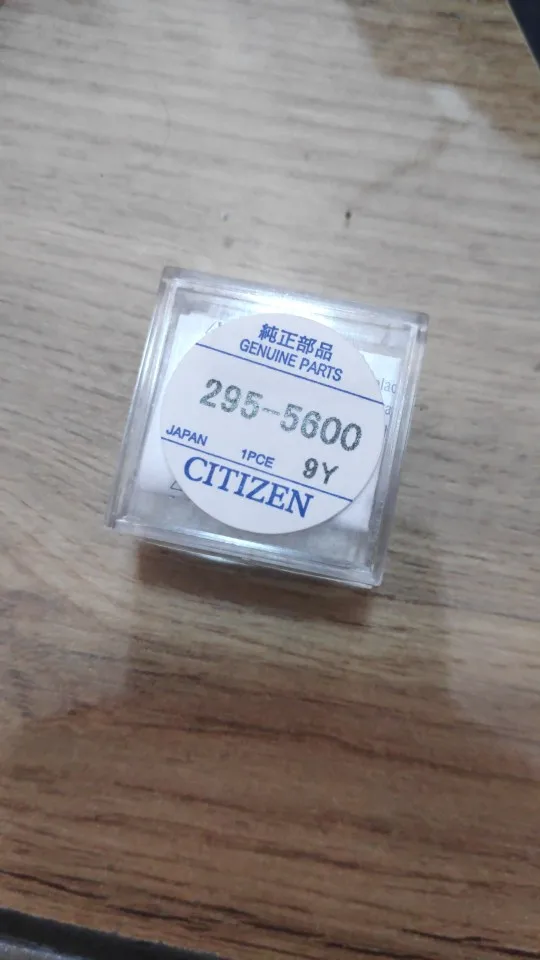 純正部品
GENUINE PARTS
295-5600
JAPAN 1PCE 9Y
CITIZEN